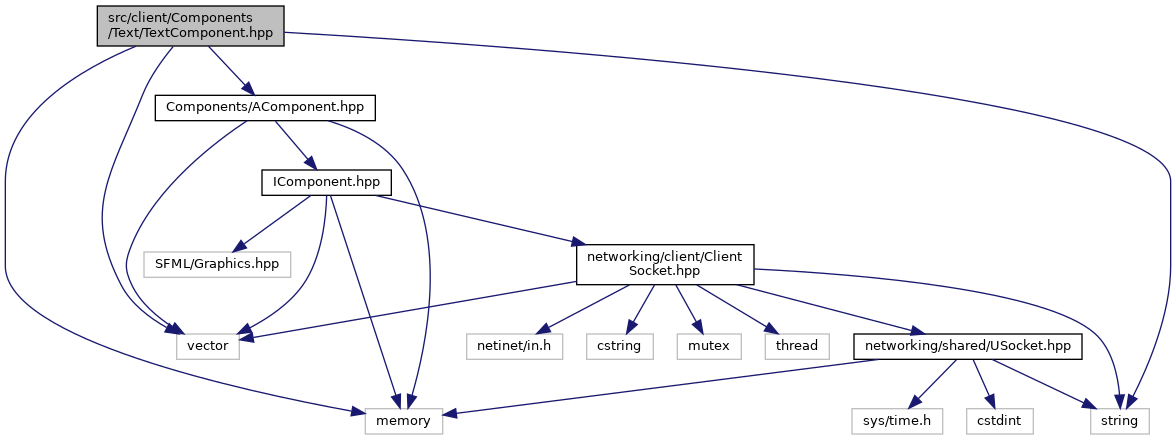 src/client/Components
/Text/TextComponent.hpp
Components/AComponent.hpp
IComponent.hpp
SFML/Graphics.hpp
networking/client/Client
Socket.hpp
vector
netinet/in.h
cstring
mutex
thread
networking/shared/USocket.hpp
memory
sys/time.h
cstdint
string